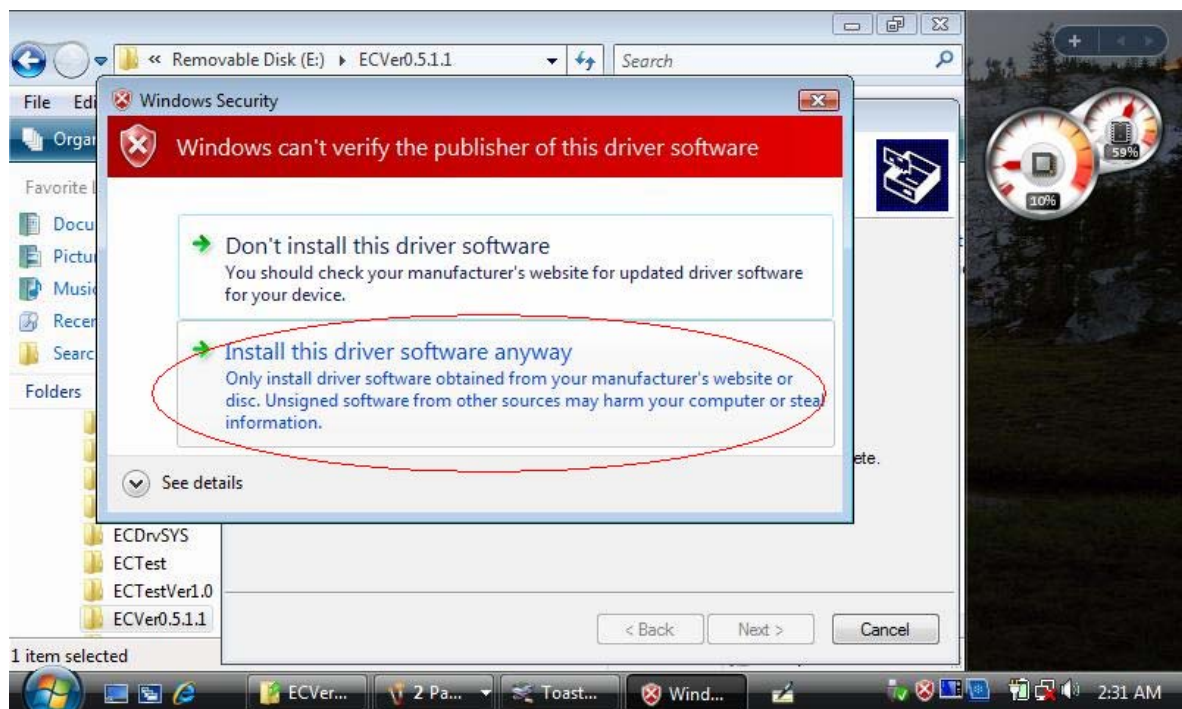 « Removable Disk (E:) ▸ ECVer0.5.1.1
Search
File Edi
Windows Security
Orgar
Windows can't verify the publisher of this driver software
Favorite L
Docu
Pictu
Music
Recer
Searc
Folders
Don't install this driver software
You should check your manufacturer's website for updated driver software
for your device.
Install this driver software anyway
Only install driver software obtained from your manufacturer's website or
disc. Unsigned software from other sources may harm your computer or steal
information.
See details
ete.
ECDrvSYS
ECTest
ECTestVer1.0
ECVer0.5.1.1
< Back
Next >
Cancel
1 item selected
59%
10%
ECVer...
2 Pa...
Toast...
Wind...
2:31 AM